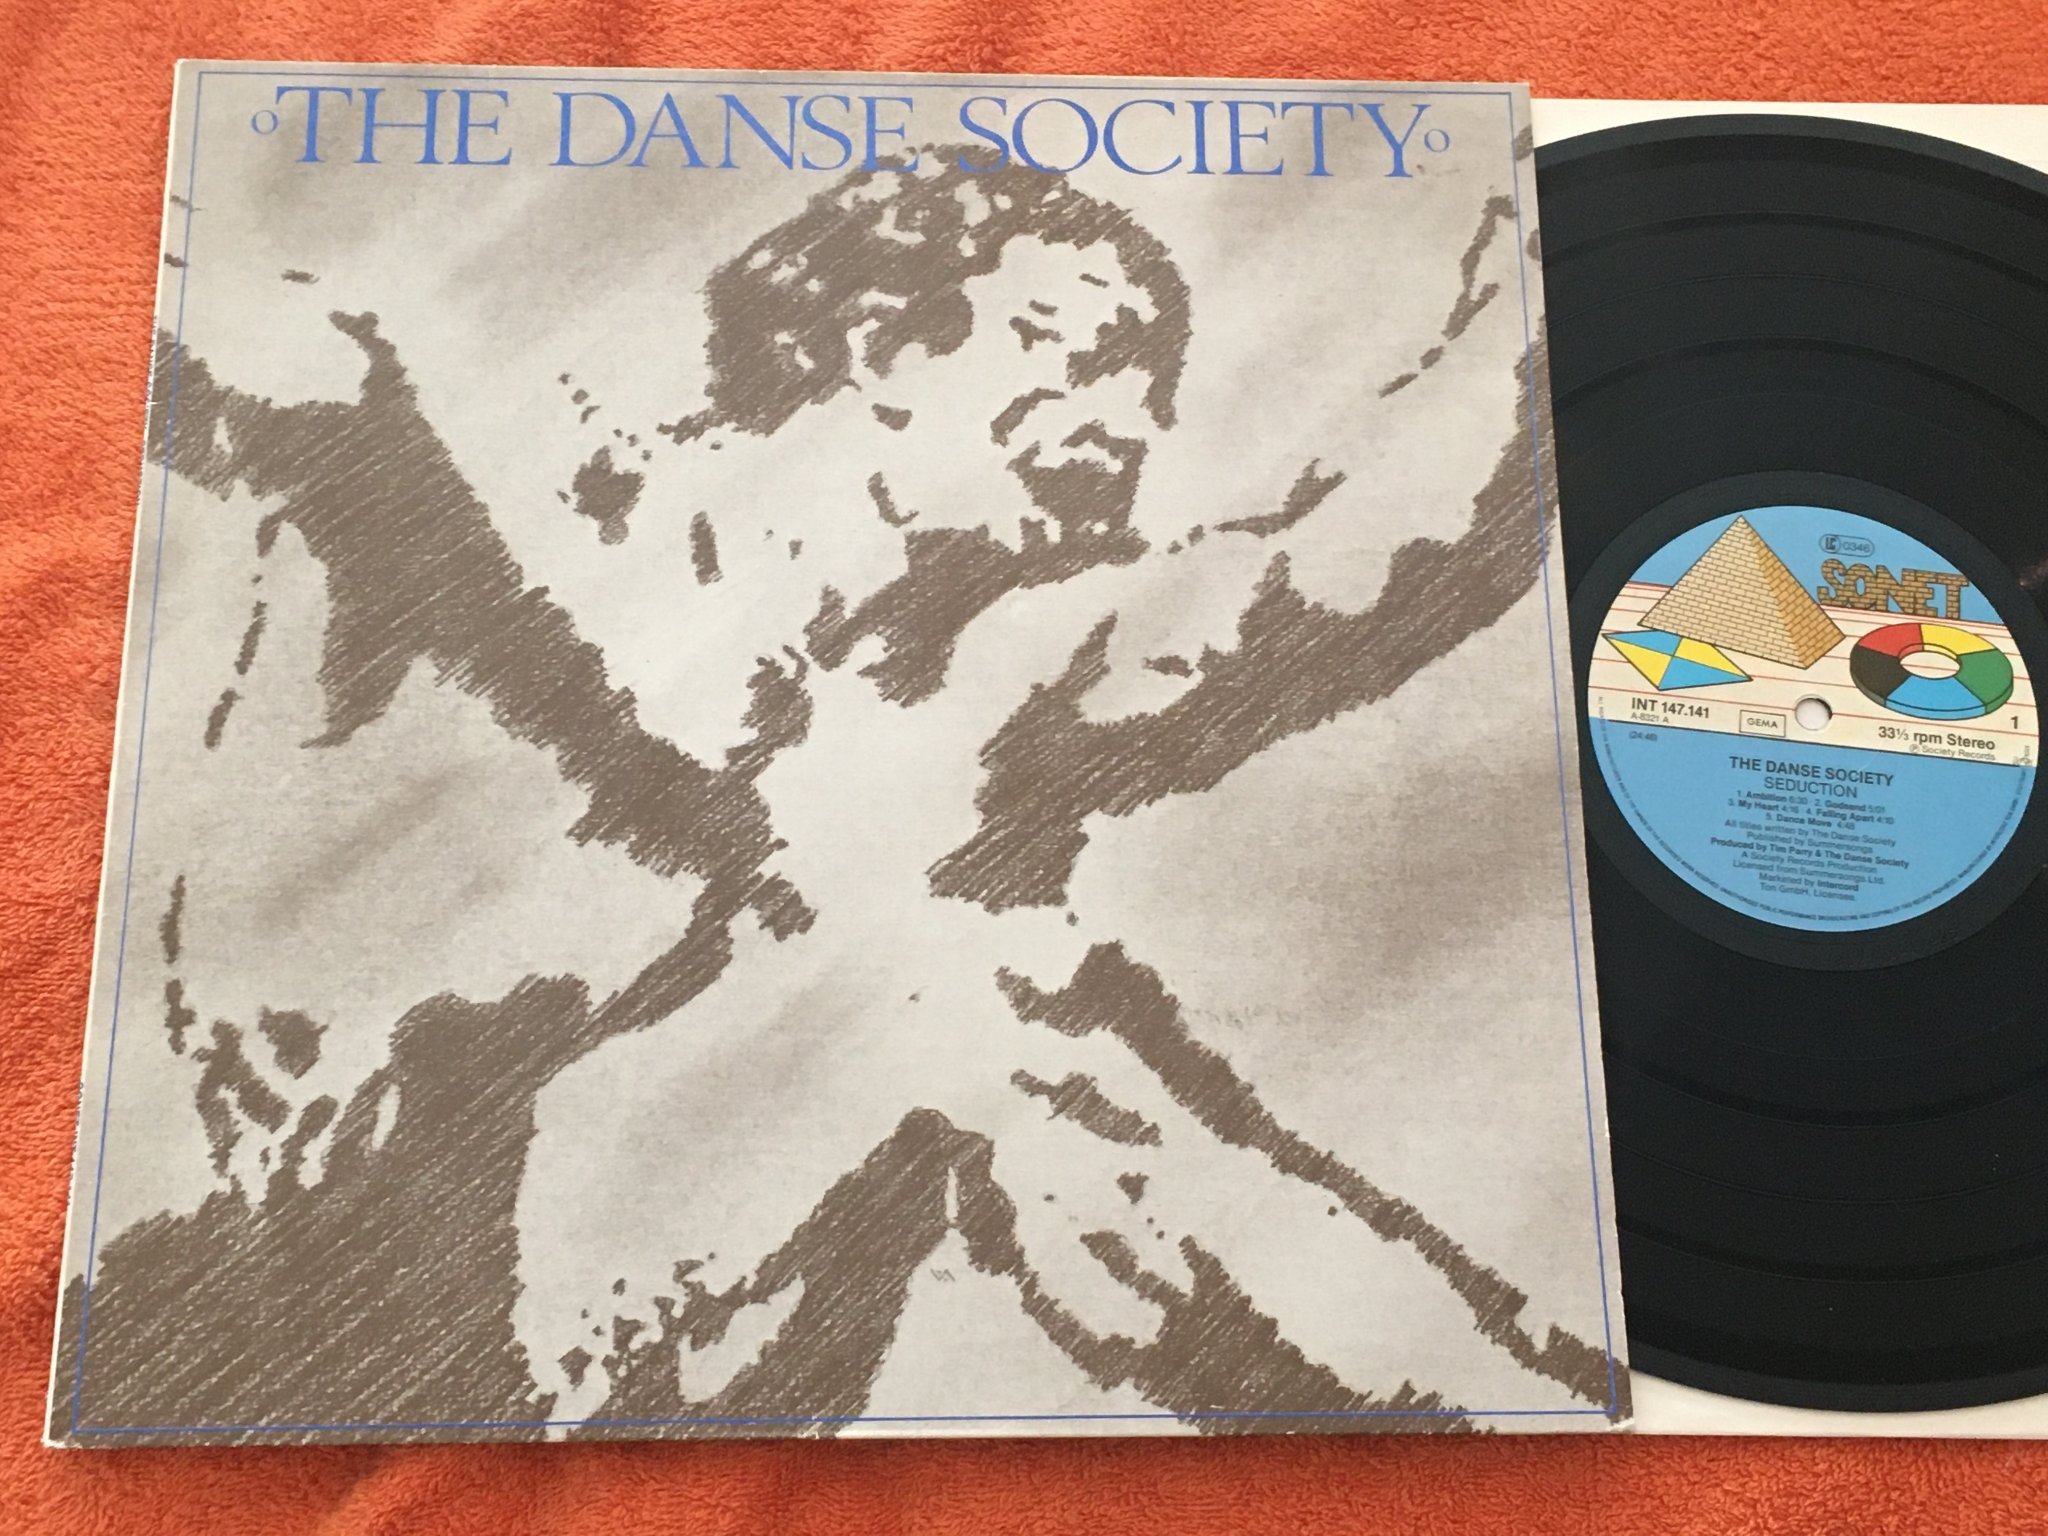 °THE DANSE SOCIETY°
LC 0346
SONET
INT 147.141
A-8321 A
GEMA
1
33⅓ rpm Stereo
℗ Society Records
(24:46)
THE DANSE SOCIETY
SEDUCTION
1. Ambition 6:30 2. Godsend 5:01
3. My Heart 4:16 4. Falling Apart 4:10
5. Dance Move 4:48
All titles written by The Danse Society
Published by Summersongs
Produced by Tim Parry & The Danse Society
A Society Records Production
Licensed from Summersongs Ltd.
Marketed by Intercord
Ton GmbH, Licensee.